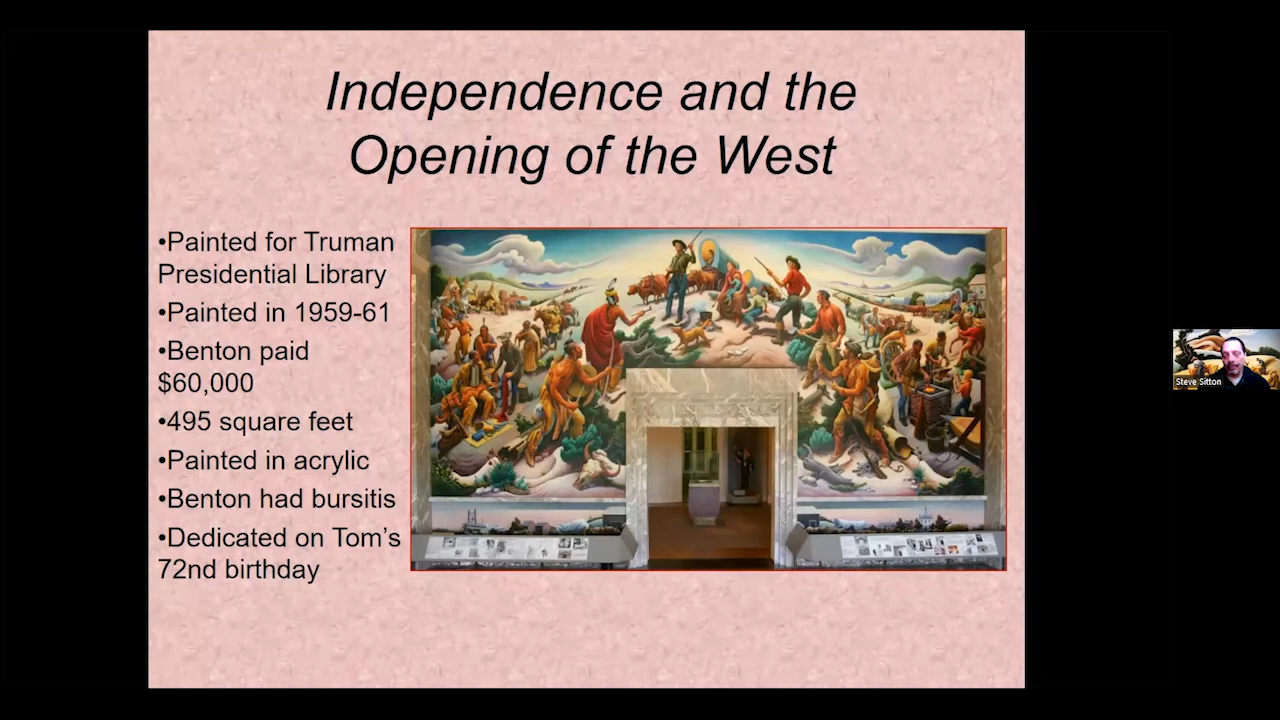 Independence and the
Opening of the West
•Painted for Truman
Presidential Library
•Painted in 1959-61
•Benton paid
$60,000
•495 square feet
•Painted in acrylic
•Benton had bursitis
•Dedicated on Tom’s
72nd birthday
Steve Sitton